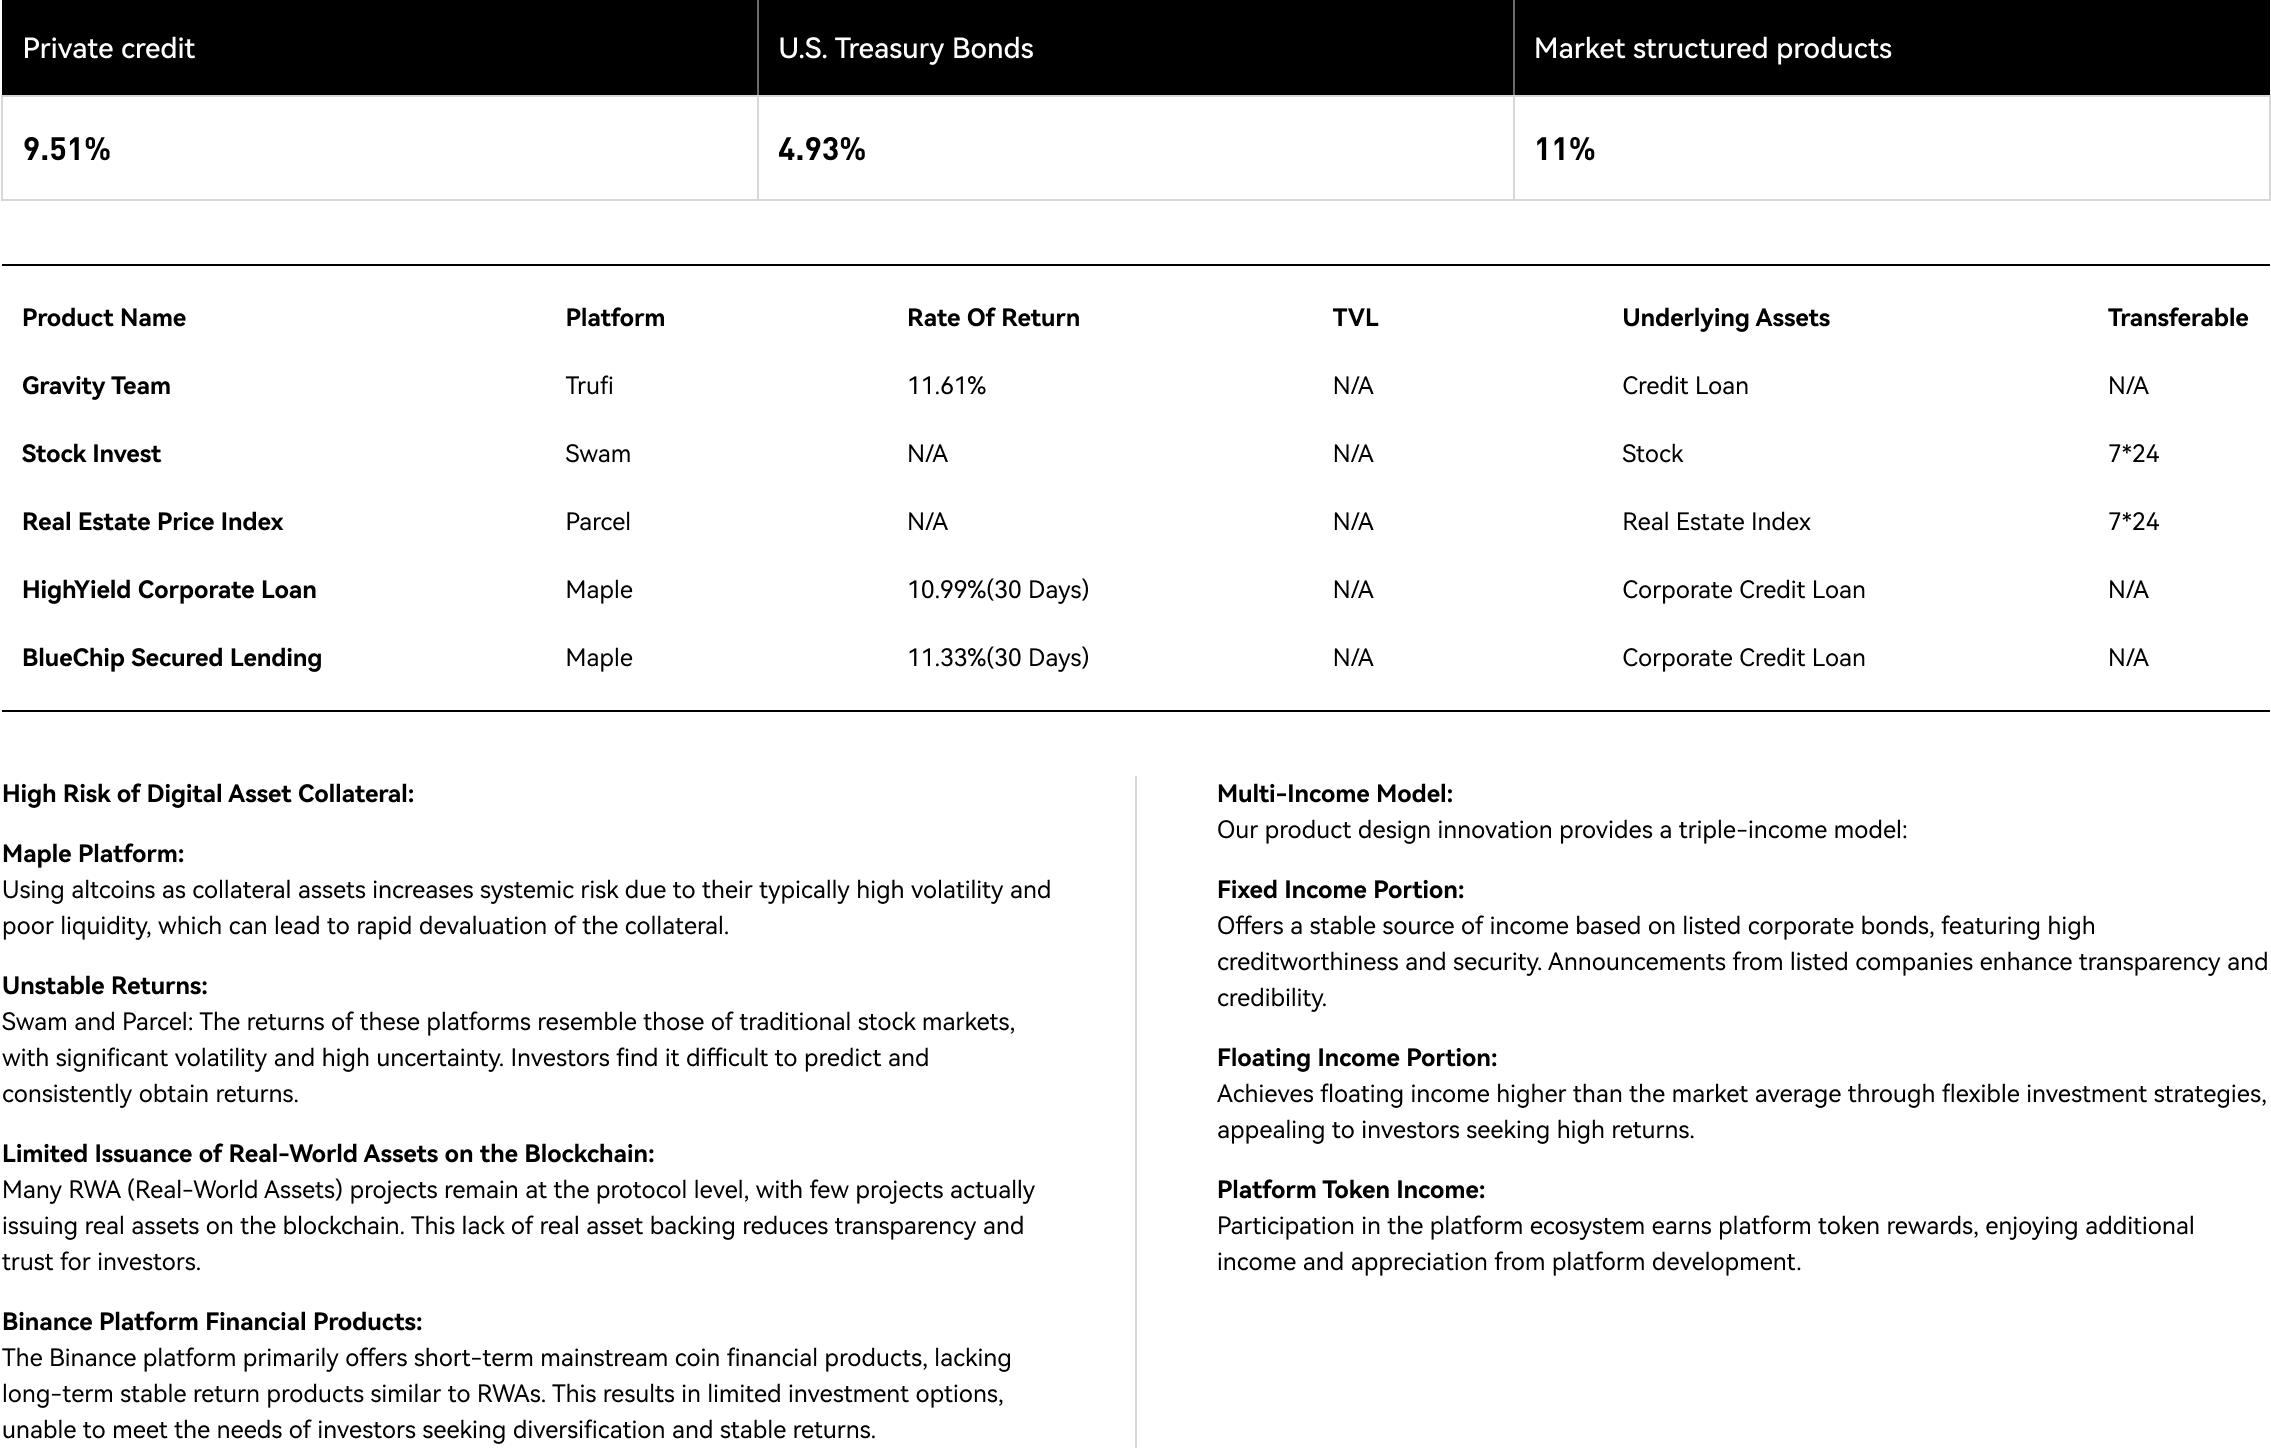 Private credit U.S. Treasury Bonds Market structured products
9.51% 4.93% 11%
Product Name Platform Rate Of Return TVL Underlying Assets Transferable
Gravity Team Trufi 11.61% N/A Credit Loan N/A
Stock Invest Swam N/A N/A Stock 7*24
Real Estate Price Index Parcel N/A N/A Real Estate Index 7*24
HighYield Corporate Loan Maple 10.99%(30 Days) N/A Corporate Credit Loan N/A
BlueChip Secured Lending Maple 11.33%(30 Days) N/A Corporate Credit Loan N/A
High Risk of Digital Asset Collateral:
Maple Platform:
Using altcoins as collateral assets increases systemic risk due to their typically high volatility and
poor liquidity, which can lead to rapid devaluation of the collateral.
Unstable Returns:
Swam and Parcel: The returns of these platforms resemble those of traditional stock markets,
with significant volatility and high uncertainty. Investors find it difficult to predict and
consistently obtain returns.
Limited Issuance of Real-World Assets on the Blockchain:
Many RWA (Real-World Assets) projects remain at the protocol level, with few projects actually
issuing real assets on the blockchain. This lack of real asset backing reduces transparency and
trust for investors.
Binance Platform Financial Products:
The Binance platform primarily offers short-term mainstream coin financial products, lacking
long-term stable return products similar to RWAs. This results in limited investment options,
unable to meet the needs of investors seeking diversification and stable returns.
Multi-Income Model:
Our product design innovation provides a triple-income model:
Fixed Income Portion:
Offers a stable source of income based on listed corporate bonds, featuring high
creditworthiness and security. Announcements from listed companies enhance transparency and
credibility.
Floating Income Portion:
Achieves floating income higher than the market average through flexible investment strategies,
appealing to investors seeking high returns.
Platform Token Income:
Participation in the platform ecosystem earns platform token rewards, enjoying additional
income and appreciation from platform development.